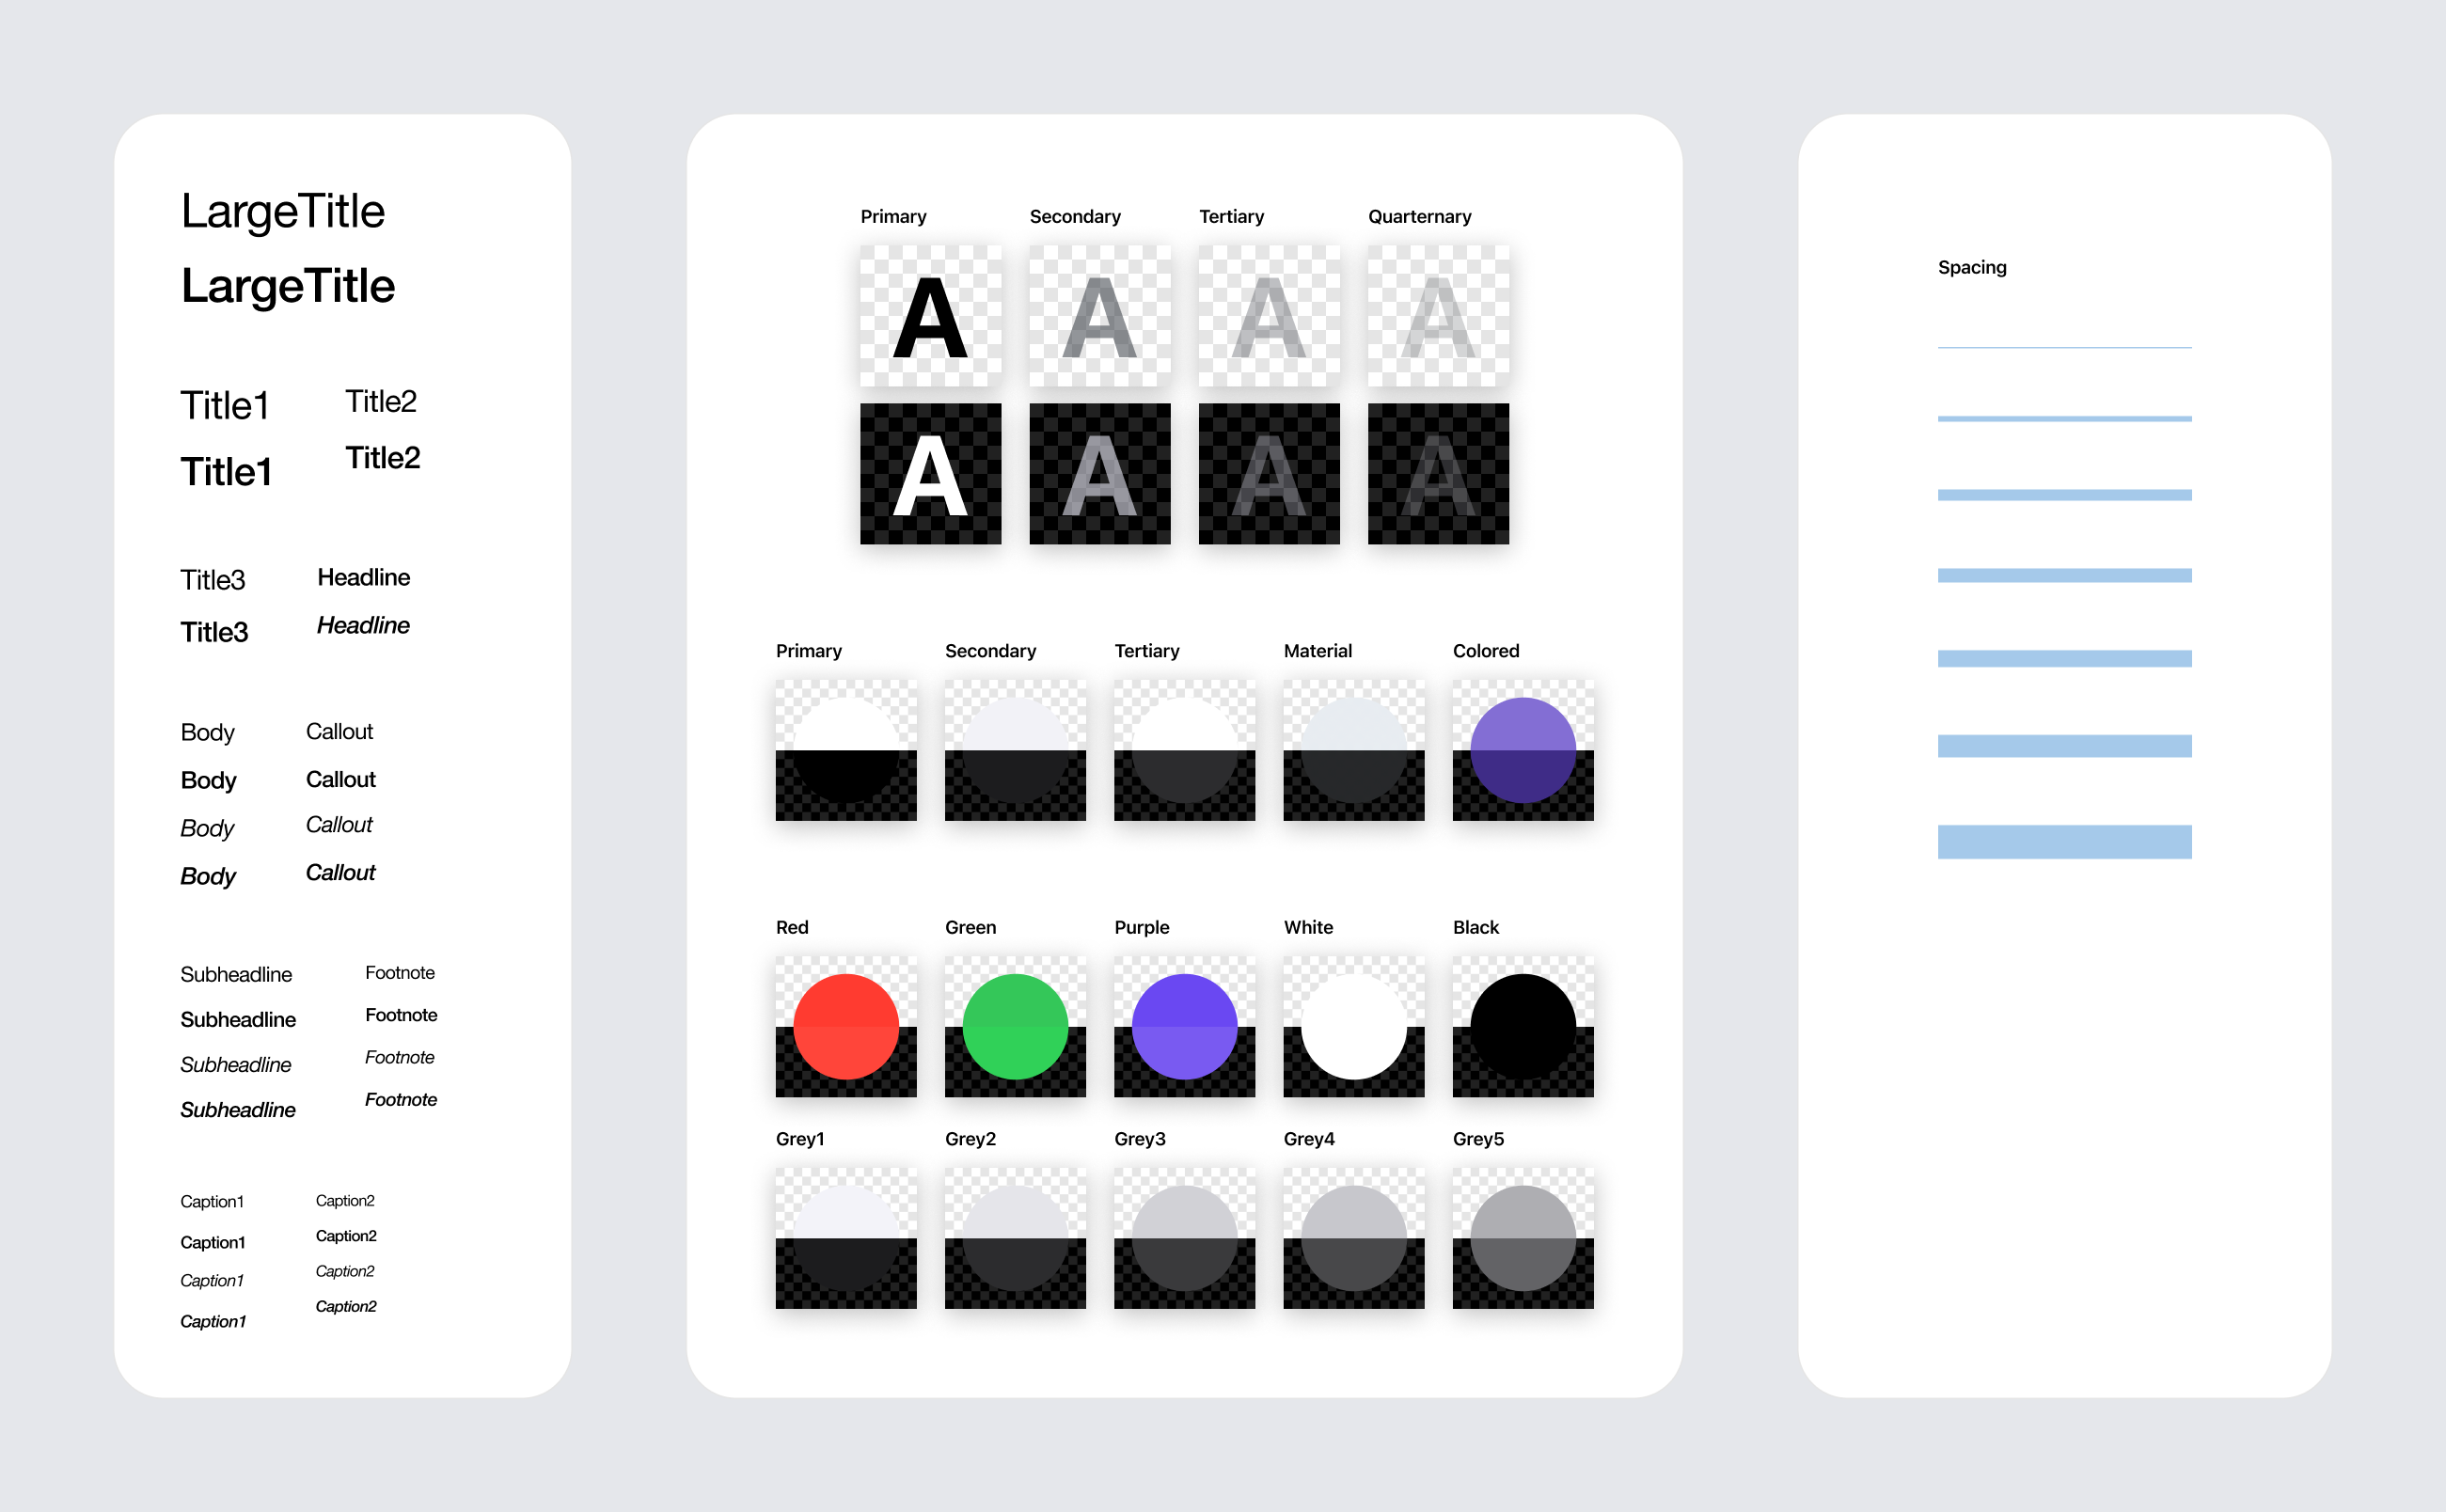 LargeTitle
LargeTitle
Title1
Title1
Title2
Title2
Title3
Title3
Headline
Headline
Body
Body
Body
Body
Callout
Callout
Callout
Callout
Subheadline
Subheadline
Subheadline
Subheadline
Footnote
Footnote
Footnote
Footnote
Caption1
Caption1
Caption1
Caption1
Caption2
Caption2
Caption2
Caption2
Primary Secondary Tertiary Quarternary
A A A A
A A A A
Primary Secondary Tertiary Material Colored
Red Green Purple White Black
Grey1 Grey2 Grey3 Grey4 Grey5
Spacing